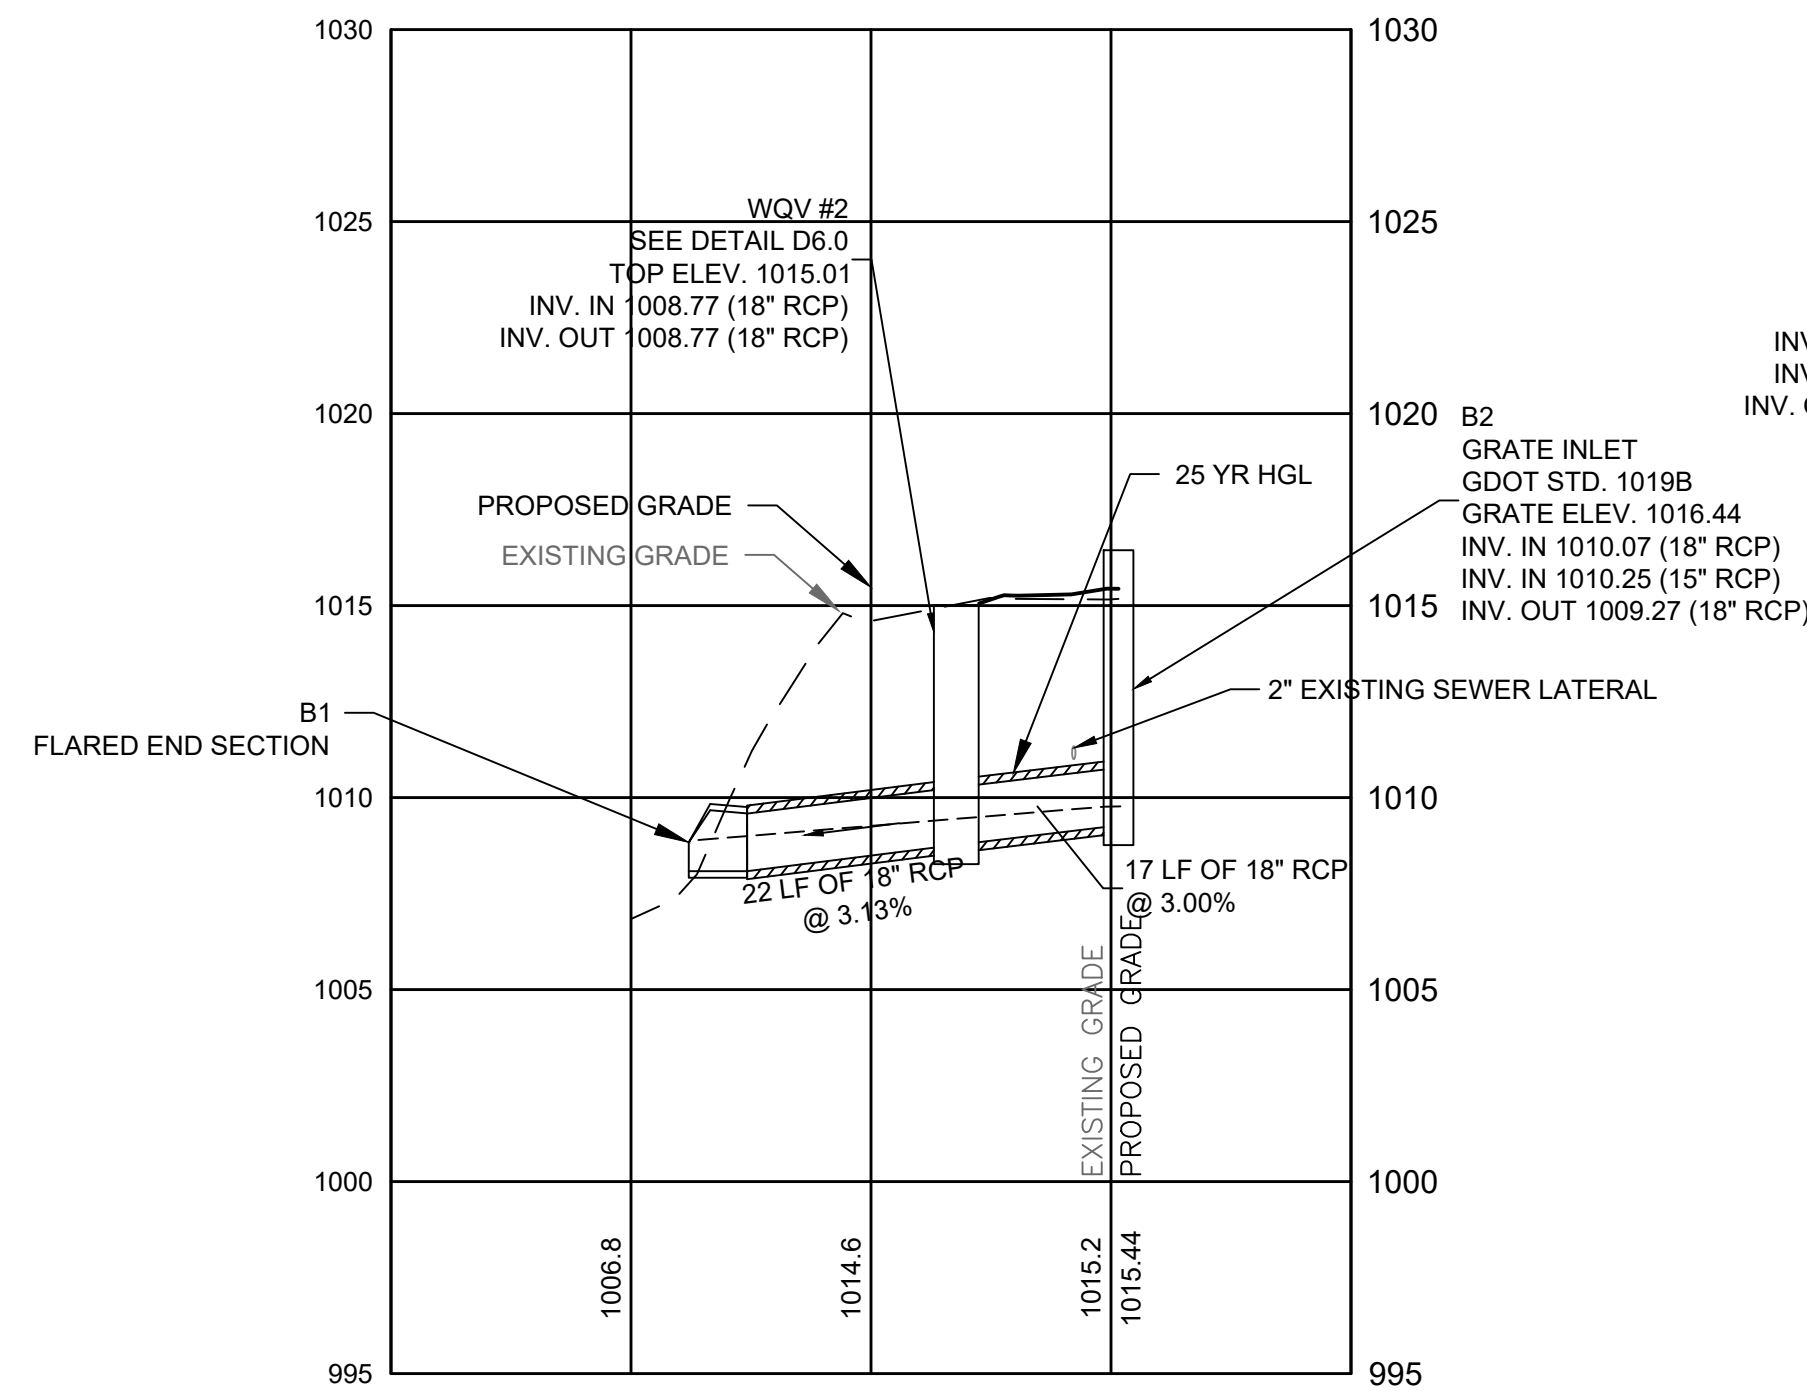 1030
1030
1025
1025
1020
1020
1015
1015
1010
1010
1005
1005
1000
1000
995
995
WQV #2
SEE DETAIL D6.0
TOP ELEV. 1015.01
INV. IN 1008.77 (18" RCP)
INV. OUT 1008.77 (18" RCP)
INV
INV
INV.
B2
GRATE INLET
GDOT STD. 1019B
GRATE ELEV. 1016.44
INV. IN 1010.07 (18" RCP)
INV. IN 1010.25 (15" RCP)
INV. OUT 1009.27 (18" RCP)
25 YR HGL
PROPOSED GRADE
EXISTING GRADE
2" EXISTING SEWER LATERAL
B1
FLARED END SECTION
22 LF OF 18" RCP
@ 3.13%
17 LF OF 18" RCP
@ 3.00%
EXISTING GRADE
PROPOSED GRADE
1006.8
1014.6
1015.2
1015.44